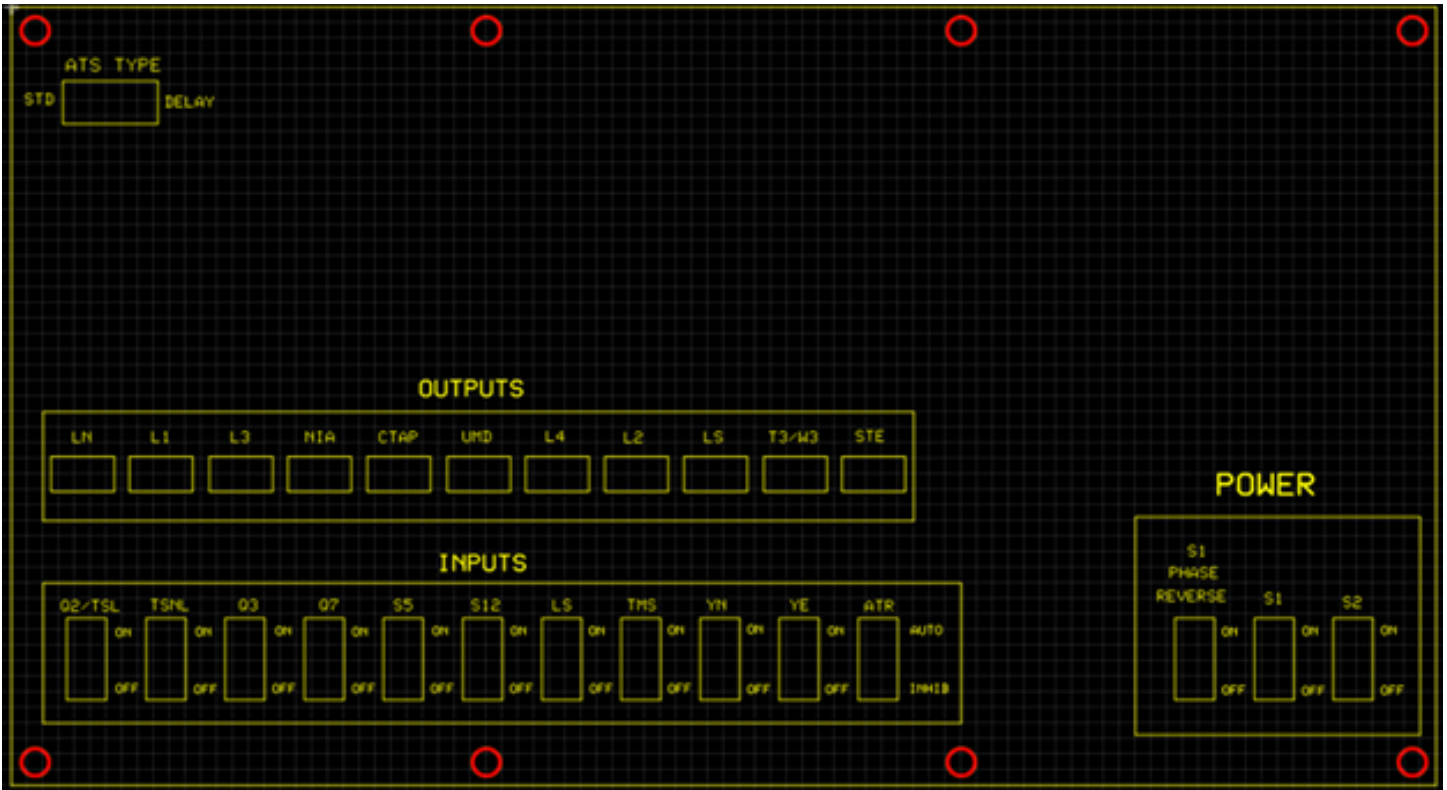 ATS TYPE
STD DELAY
OUTPUTS
LN L1 L3 NIA CTAP UMD L4 L2 LS T3/W3 STE
POWER
INPUTS
S1
PHASE
REVERSE S1 S2
Q2/TSL TSNL Q3 Q7 S5 S12 LS TMS YN YE ATR
ON ON ON ON ON ON ON ON ON ON AUTO ON ON ON
OFF OFF OFF OFF OFF OFF OFF OFF OFF OFF INHIB OFF OFF OFF